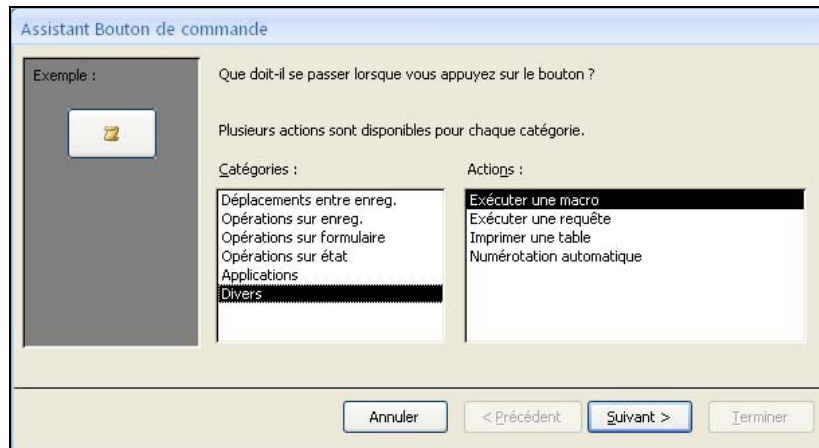 Assistant Bouton de commande
Exemple :
Que doit-il se passer lorsque vous appuyez sur le bouton ?
Plusieurs actions sont disponibles pour chaque catégorie.
Catégories :
Déplacements entre enreg.
Opérations sur enreg.
Opérations sur formulaire
Opérations sur état
Applications
Divers
Actions :
Exécuter une macro
Exécuter une requête
Imprimer une table
Numérotation automatique
Annuler
< Précédent
Suivant >
Terminer